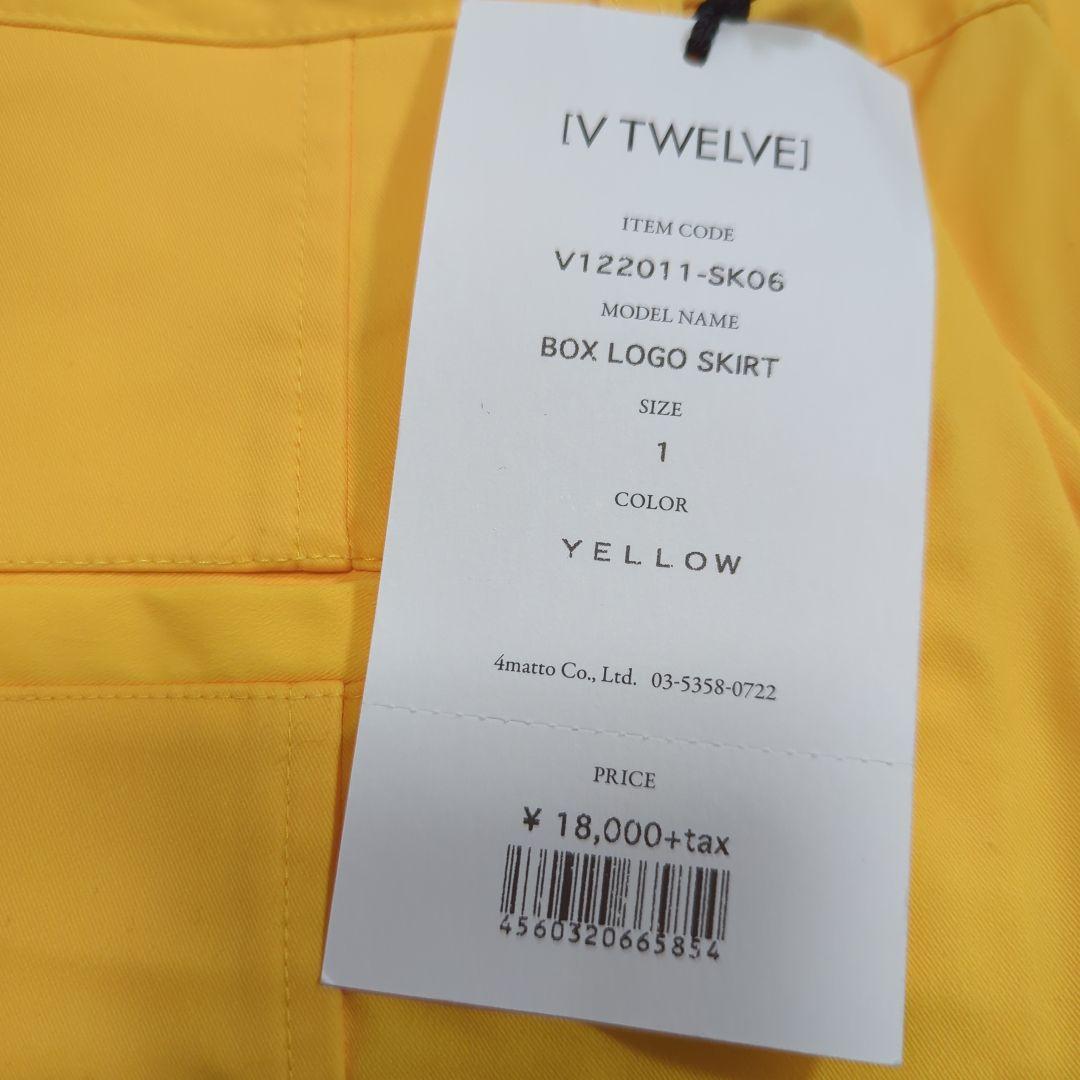 [V TWELVE]
ITEM CODE
V122011-SK06
MODEL NAME
BOX LOGO SKIRT
SIZE
1
COLOR
YELLOW
4matto Co., Ltd. 03-5358-0722
PRICE
¥ 18,000+tax
4560320665854